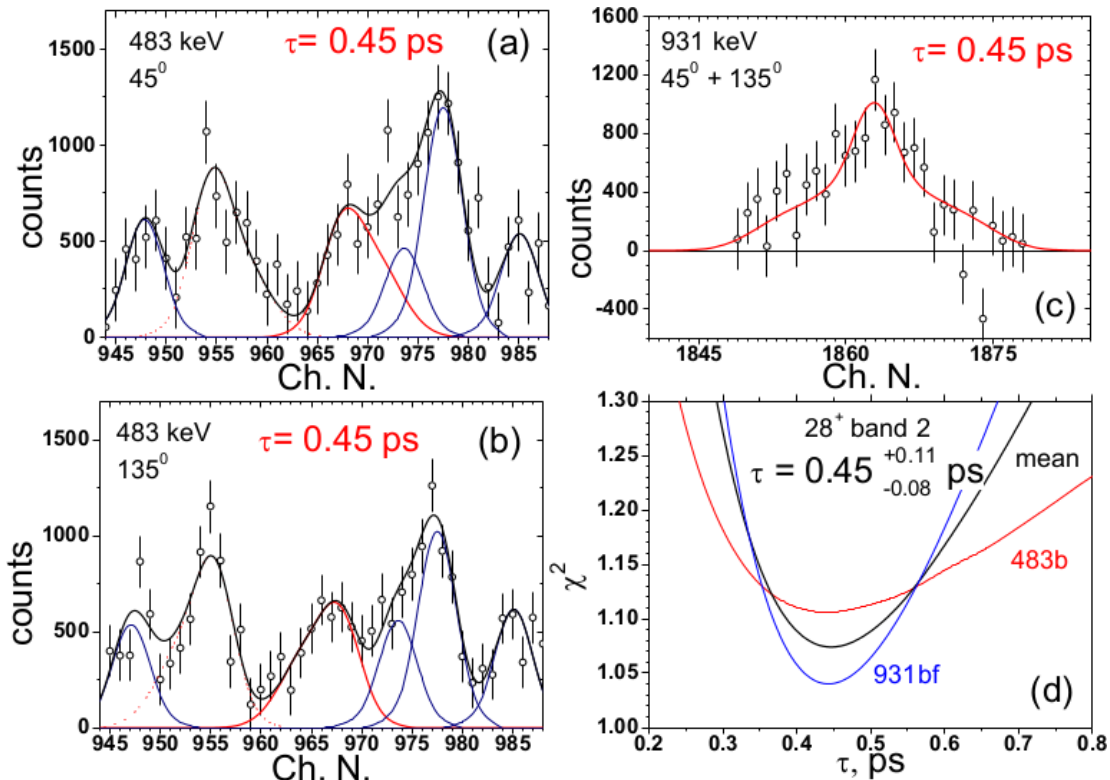 1500
1000
500
0
counts
483 keV
45⁰
τ= 0.45 ps
(a)
945 950 955 960 965 970 975 980 985
Ch. N.
1600
1200
800
400
0
-400
counts
931 keV
45⁰ + 135⁰
τ= 0.45 ps
(c)
1845 1860 1875
Ch. N.
1500
1000
500
0
counts
483 keV
135⁰
τ= 0.45 ps
(b)
945 950 955 960 965 970 975 980 985
Ch. N.
1.30
1.25
1.20
1.15
1.10
1.05
1.00
χ²
28⁺ band 2
τ = 0.45 +0.11 -0.08 ps
mean
483b
931bf
(d)
0.2 0.3 0.4 0.5 0.6 0.7 0.8
τ, ps